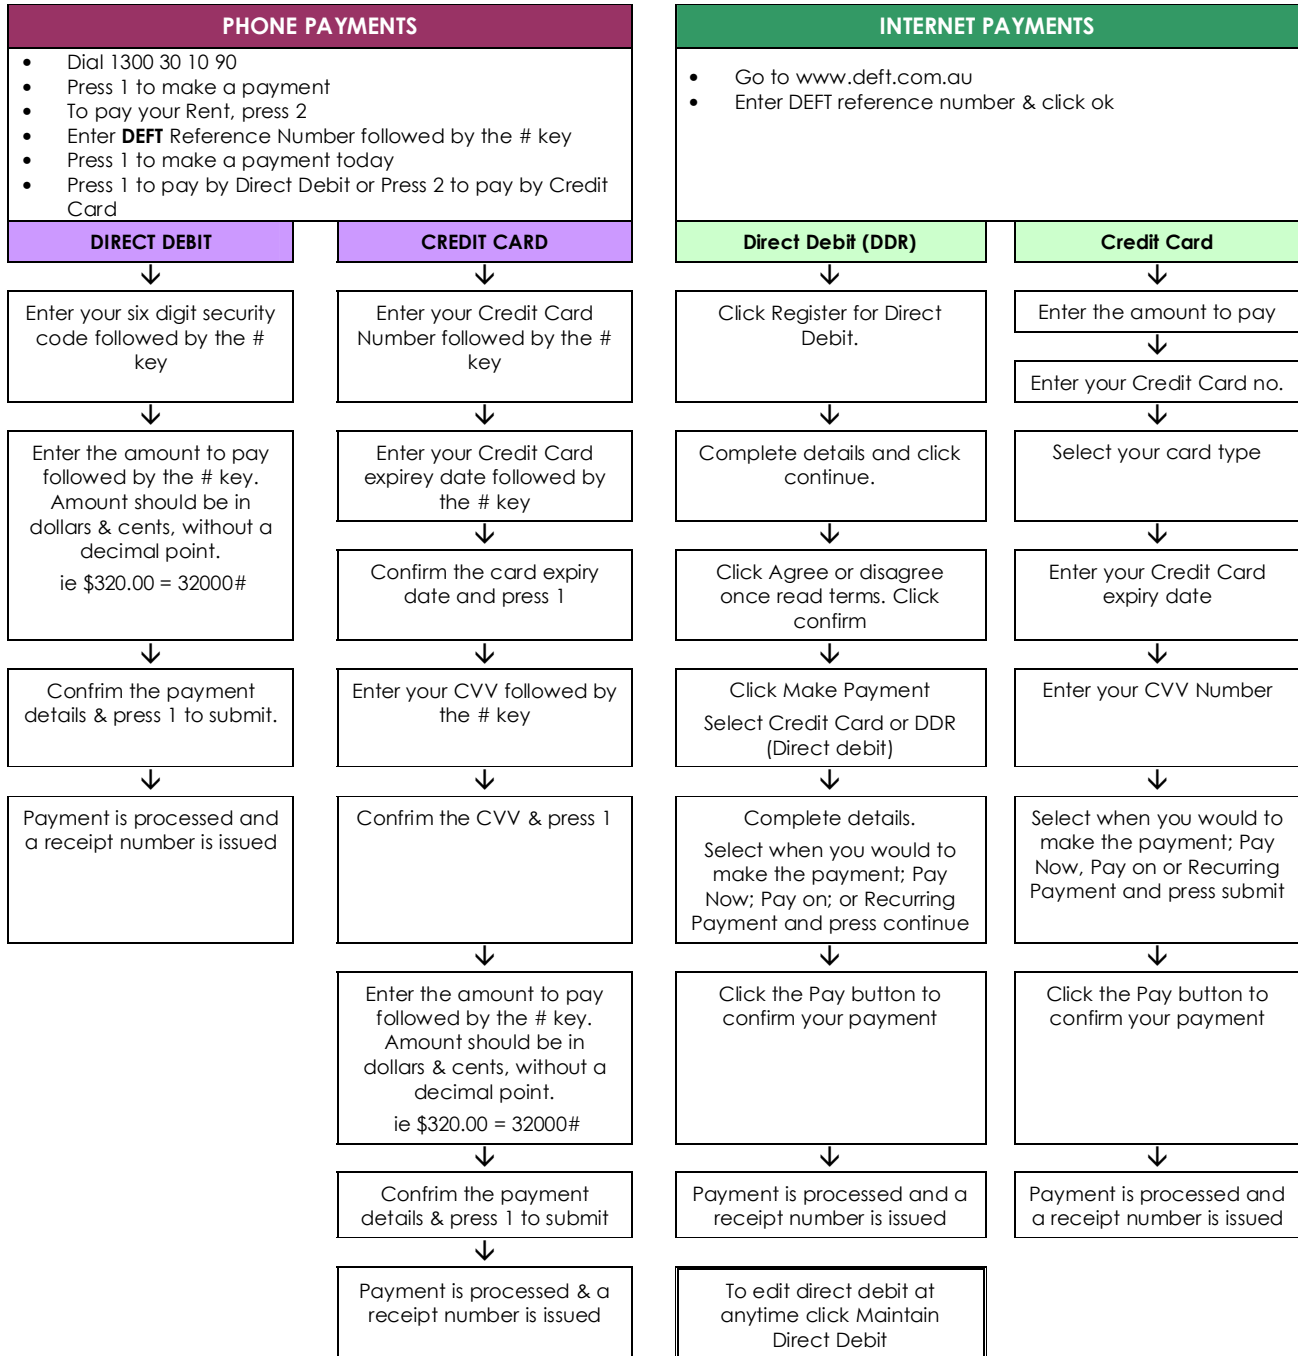 PHONE PAYMENTS
• Dial 1300 30 10 90
• Press 1 to make a payment
• To pay your Rent, press 2
• Enter DEFT Reference Number followed by the # key
• Press 1 to make a payment today
• Press 1 to pay by Direct Debit or Press 2 to pay by Credit
Card
DIRECT DEBIT
Enter your six digit security
code followed by the #
key
Enter the amount to pay
followed by the # key.
Amount should be in
dollars & cents, without a
decimal point.
ie $320.00 = 32000#
Confrim the payment
details & press 1 to submit.
Payment is processed and
a receipt number is issued
CREDIT CARD
Enter your Credit Card
Number followed by the #
key
Enter your Credit Card
expirey date followed by
the # key
Confirm the card expiry
date and press 1
Enter your CVV followed by
the # key
Confrim the CVV & press 1
Enter the amount to pay
followed by the # key.
Amount should be in
dollars & cents, without a
decimal point.
ie $320.00 = 32000#
Confrim the payment
details & press 1 to submit
Payment is processed & a
receipt number is issued
INTERNET PAYMENTS
• Go to www.deft.com.au
• Enter DEFT reference number & click ok
Direct Debit (DDR)
Click Register for Direct
Debit.
Complete details and click
continue.
Click Agree or disagree
once read terms. Click
confirm
Click Make Payment
Select Credit Card or DDR
(Direct debit)
Complete details.
Select when you would to
make the payment; Pay
Now; Pay on; or Recurring
Payment and press continue
Click the Pay button to
confirm your payment
Payment is processed and a
receipt number is issued
To edit direct debit at
anytime click Maintain
Direct Debit
Credit Card
Enter the amount to pay
Enter your Credit Card no.
Select your card type
Enter your Credit Card
expiry date
Enter your CVV Number
Select when you would to
make the payment; Pay
Now, Pay on or Recurring
Payment and press submit
Click the Pay button to
confirm your payment
Payment is processed and
a receipt number is issued